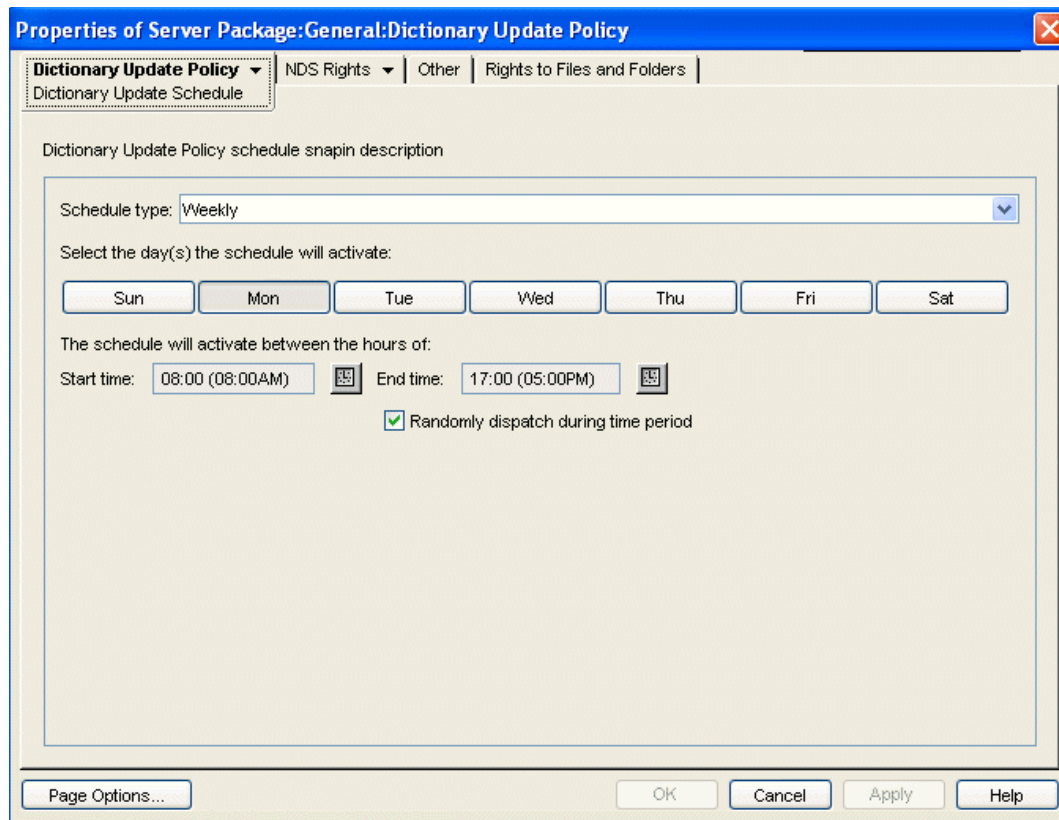 Properties of Server Package:General:Dictionary Update Policy
Dictionary Update Policy NDS Rights Other Rights to Files and Folders
Dictionary Update Schedule
Dictionary Update Policy schedule snapin description
Schedule type: Weekly
Select the day(s) the schedule will activate:
Sun Mon Tue Wed Thu Fri Sat
The schedule will activate between the hours of:
Start time: 08:00 (08:00AM) End time: 17:00 (05:00PM)
Randomly dispatch during time period
Page Options... OK Cancel Apply Help